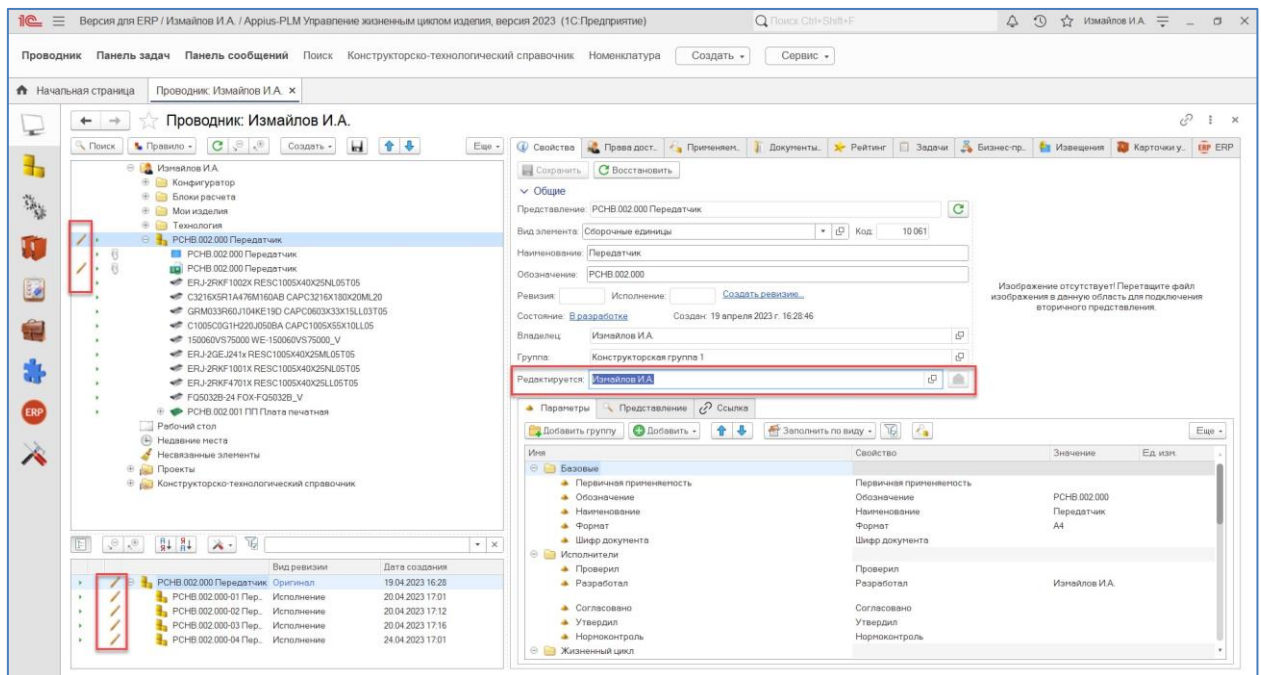 Версия для ERP / Измайлов И.А. / Appius-PLM Управление жизненным циклом изделия, версия 2023 (1С:Предприятие)
Поиск Ctrl+Shift+F
Измайлов И.А.
Проводник Панель задач Панель сообщений Поиск Конструкторско-технологический справочник Номенклатура Создать Сервис
Начальная страница Проводник: Измайлов И.А. ×
Проводник: Измайлов И.А.
Поиск Правило Создать Еще
Измайлов И.А.
Конфигуратор
Блоки расчета
Мои изделия
Технология
РСНВ.002.000 Передатчик
РСНВ.002.000 Передатчик
РСНВ.002.000 Передатчик
ERJ-2RKF1002X RESC1005X40X25NL05T05
C3216X5R1A476M160AB CAPC3216X180X20ML20
GRM033R60J104KE19D CAPC0603X33X15LL03T05
C1005C0G1H220J050BA CAPC1005X55X10LL05
150060VS75000 WE-150060VS75000_V
ERJ-2GEJ241x RESC1005X40X25ML05T05
ERJ-2RKF1001X RESC1005X40X25NL05T05
ERJ-2RKF4701X RESC1005X40X25LL05T05
FQ5032B-24 FOX-FQ5032B_V
РСНВ.002.001 ПП Плата печатная
Рабочий стол
Недавние места
Несвязанные элементы
Проекты
Конструкторско-технологический справочник
Вид ревизии Дата создания
РСНВ.002.000 Передатчик Оригинал 19.04.2023 16:28
РСНВ.002.000-01 Пер... Исполнение 20.04.2023 17:01
РСНВ.002.000-02 Пер... Исполнение 20.04.2023 17:12
РСНВ.002.000-03 Пер... Исполнение 20.04.2023 17:16
РСНВ.002.000-04 Пер... Исполнение 24.04.2023 17:01
Свойства Права дост... Применяем... Документы... Рейтинг Задачи Бизнес-пр... Извещения Карточки у... ERP
Сохранить Восстановить
Общие
Представление: РСНВ.002.000 Передатчик
Вид элемента: Сборочные единицы Код: 10 061
Наименование: Передатчик
Обозначение: РСНВ.002.000
Ревизия: Исполнение: Создать ревизию...
Состояние: В разработке Создан: 19 апреля 2023 г. 16:28:46
Владелец: Измайлов И.А.
Группа: Конструкторская группа 1
Редактируется: Измайлов И.А.
Изображение отсутствует! Перетащите файл
изображения в данную область для подключения
вторичного представления.
Параметры Представление Ссылка
Добавить группу Добавить Заполнить по виду Еще
Имя Свойство Значение Ед. изм.
Базовые
Первичная применяемость Первичная применяемость
Обозначение Обозначение РСНВ.002.000
Наименование Наименование Передатчик
Формат Формат А4
Шифр документа Шифр документа
Исполнители
Проверил Проверил
Разработал Разработал Измайлов И.А.
Согласовано Согласовано
Утвердил Утвердил
Нормоконтроль Нормоконтроль
Жизненный цикл
ERP